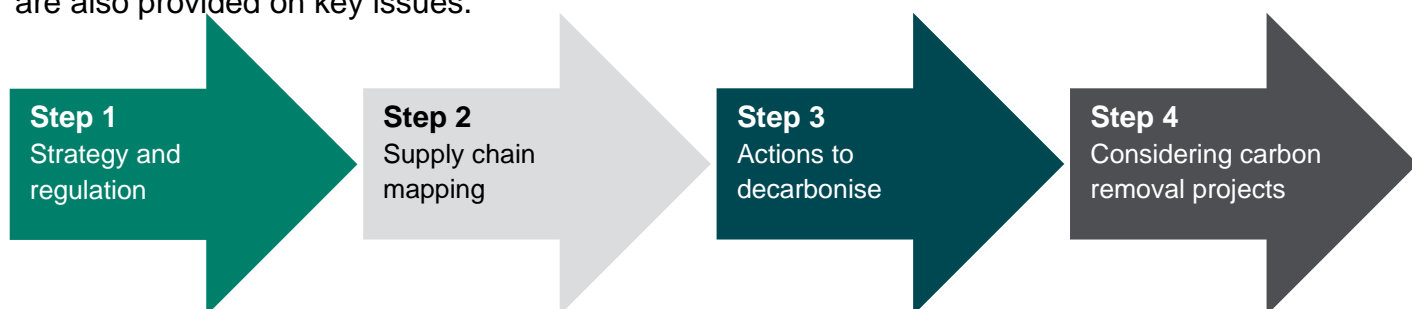 are also provided on key issues.
Step 1
Strategy and
regulation
Step 2
Supply chain
mapping
Step 3
Actions to
decarbonise
Step 4
Considering carbon
removal projects